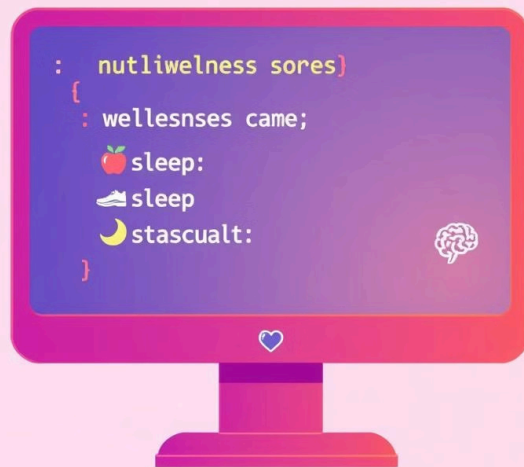 : nutliwelness sores}
{
: wellesnses came;
🍎 sleep:
👟 sleep
🌙 stascualt:
}